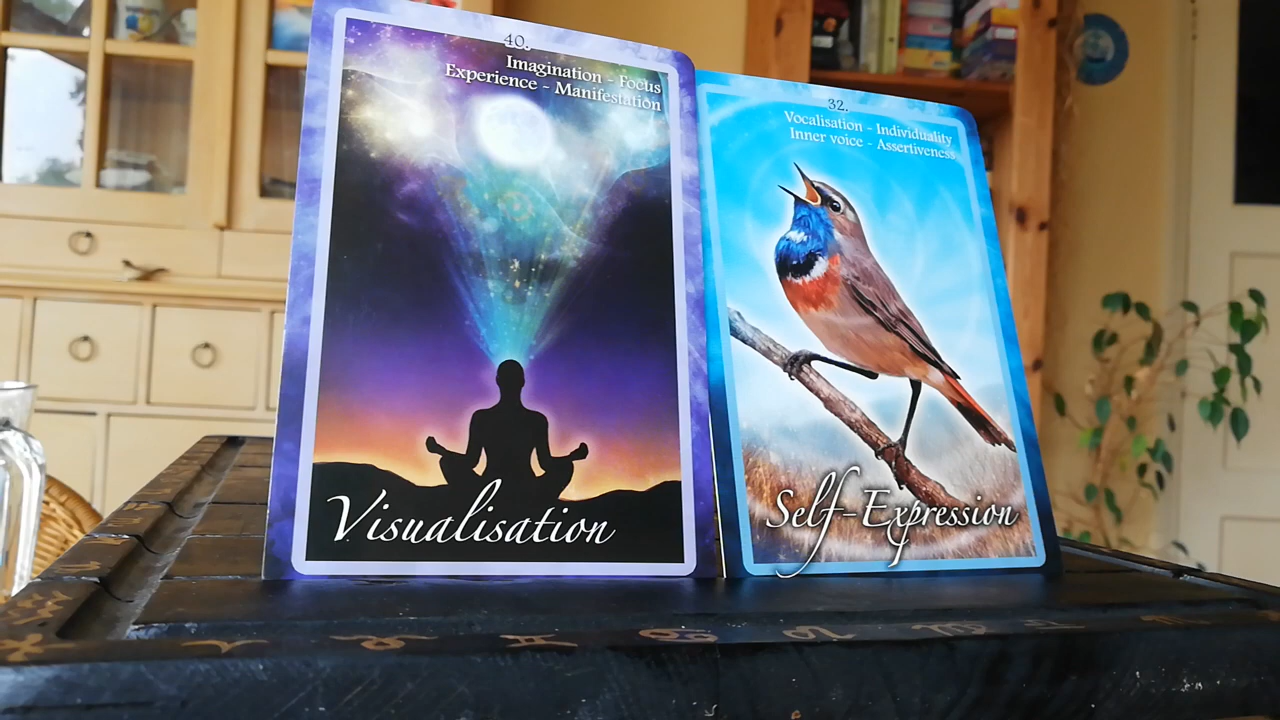 40.
Imagination - Focus
Experience - Manifestation
Visualisation
32.
Vocalisation - Individuality
Inner voice - Assertiveness
Self-Expression
♈ ♉ ♊ ♋ ♌ ♍ ♎ ♏